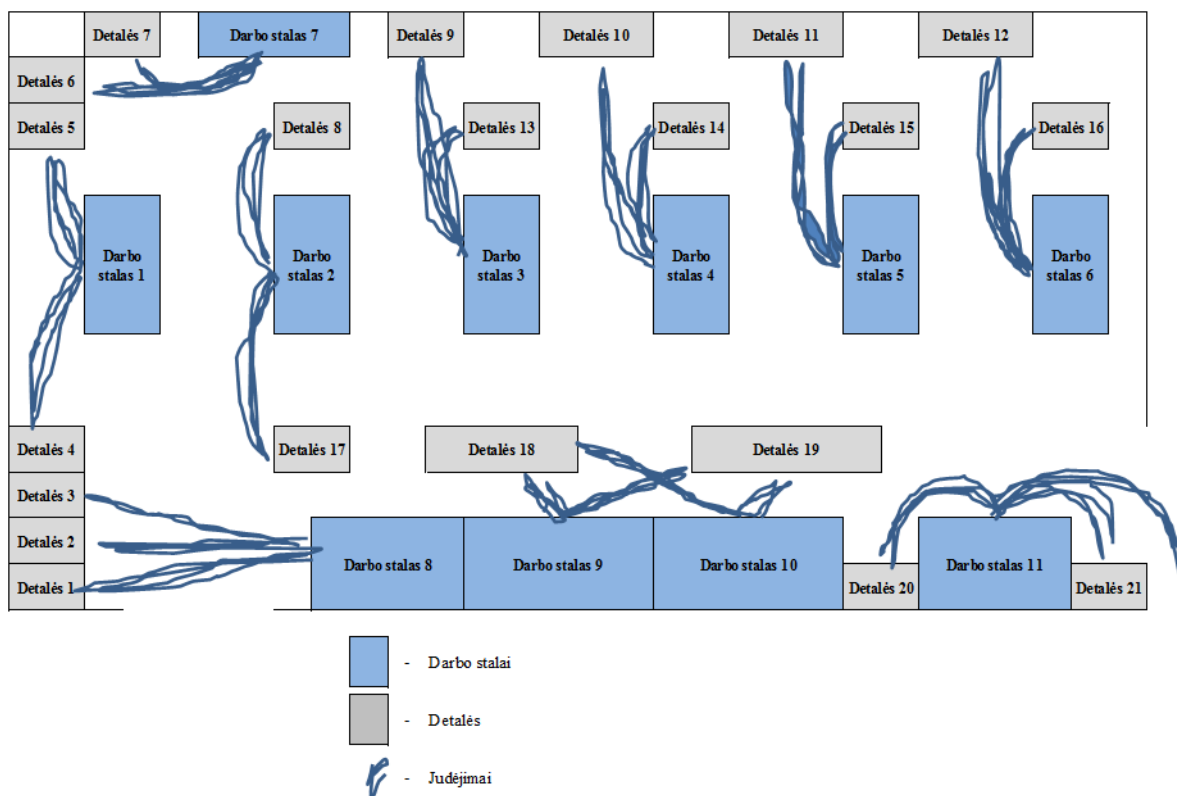 Detalės 7
Darbo stalas 7
Detalės 9
Detalės 10
Detalės 11
Detalės 12
Detalės 6
Detalės 5
Detalės 8
Detalės 13
Detalės 14
Detalės 15
Detalės 16
Darbo
stalas 1
Darbo
stalas 2
Darbo
stalas 3
Darbo
stalas 4
Darbo
stalas 5
Darbo
stalas 6
Detalės 4
Detalės 17
Detalės 18
Detalės 19
Detalės 3
Detalės 2
Detalės 1
Darbo stalas 8
Darbo stalas 9
Darbo stalas 10
Detalės 20
Darbo stalas 11
Detalės 21
- Darbo stalai
- Detalės
- Judėjimai